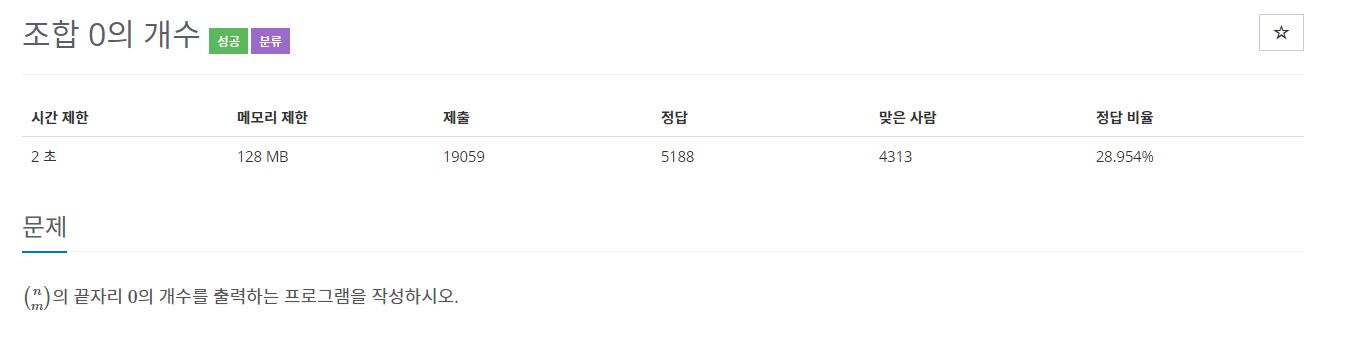 조합 0의 개수 성공 분류 ☆
시간 제한 메모리 제한 제출 정답 맞은 사람 정답 비율
2 초 128 MB 19059 5188 4313 28.954%
문제
(n m)의 끝자리 0의 개수를 출력하는 프로그램을 작성하시오.